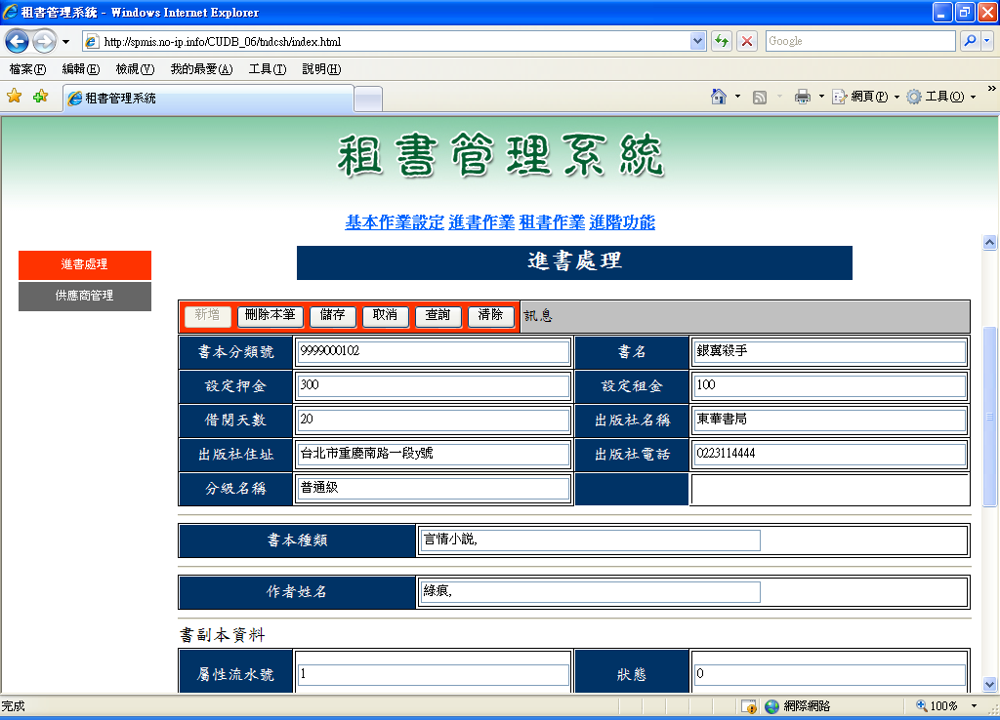 租書管理系統 - Windows Internet Explorer
http://spmis.no-ip.info/CUDB_06/tndcsh/index.html
Google
檔案(F) 編輯(E) 檢視(V) 我的最愛(A) 工具(T) 說明(H)
租書管理系統
網頁(P) 工具(O) »
租書管理系統
基本作業設定 進書作業 租書作業 進階功能
進書處理
供應商管理
進書處理
新增 刪除本筆 儲存 取消 查詢 清除 訊息
書本分類號 9999000102 書名 銀翼殺手
設定押金 300 設定租金 100
借閱天數 20 出版社名稱 東華書局
出版社住址 台北市重慶南路一段y號 出版社電話 0223114444
分級名稱 普通級
書本種類 言情小說,
作者姓名 綠痕,
書副本資料
屬性流水號 1 狀態 0
完成 網際網路 100%